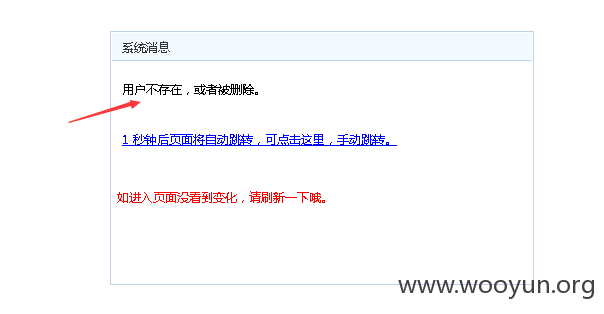 系统消息
用户不存在，或者被删除。
1 秒钟后页面将自动跳转，可点击这里，手动跳转。
如进入页面没看到变化，请刷新一下哦。
www.wooyun.org